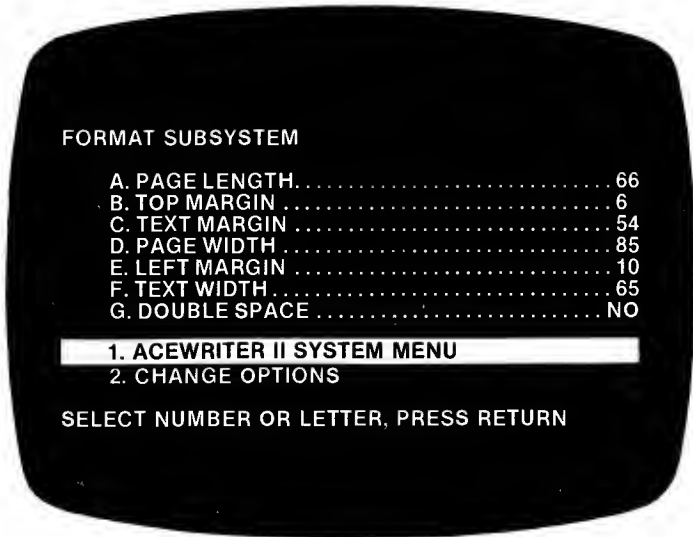 FORMAT SUBSYSTEM
A. PAGE LENGTH................................66
B. TOP MARGIN .................................6
C. TEXT MARGIN ................................54
D. PAGE WIDTH .................................85
E. LEFT MARGIN ................................10
F. TEXT WIDTH..................................65
G. DOUBLE SPACE ...........................NO
1. ACEWRITER II SYSTEM MENU
2. CHANGE OPTIONS
SELECT NUMBER OR LETTER, PRESS RETURN